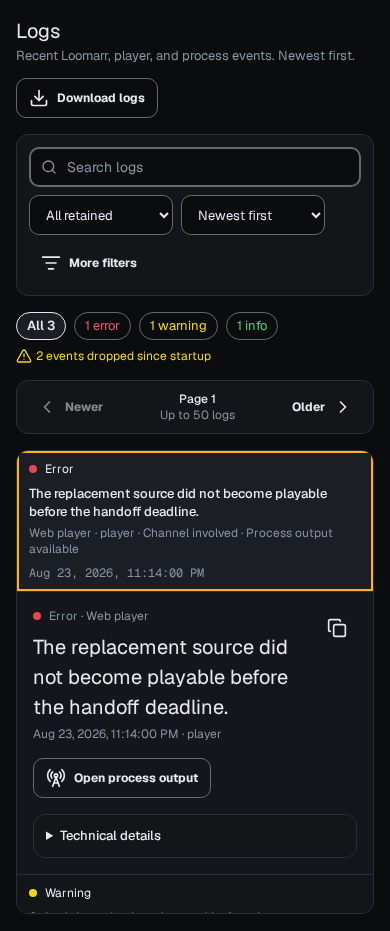 Logs
Recent Loomarr, player, and process events. Newest first.
Download logs
Search logs
All retained
Newest first
More filters
All 3
1 error
1 warning
1 info
2 events dropped since startup
Newer
Page 1
Up to 50 logs
Older
Error
The replacement source did not become playable
before the handoff deadline.
Web player · player · Channel involved · Process output
available
Aug 23, 2026, 11:14:00 PM
Error · Web player
The replacement source did
not become playable before
the handoff deadline.
Aug 23, 2026, 11:14:00 PM · player
Open process output
Technical details
Warning